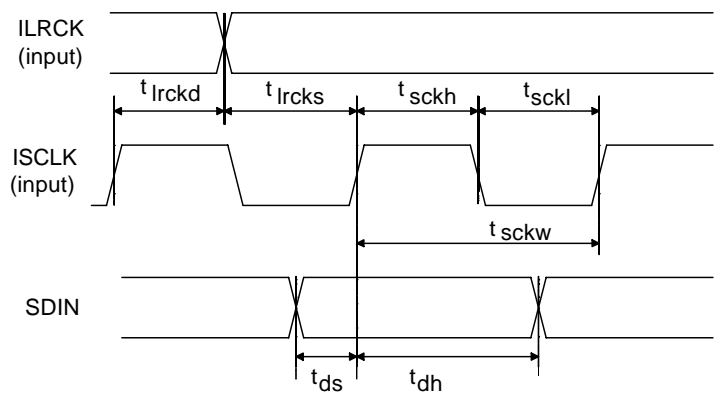 ILRCK
(input)
t lrckd
t lrcks
t sckh
t sckl
ISCLK
(input)
t sckw
SDIN
t ds
t dh